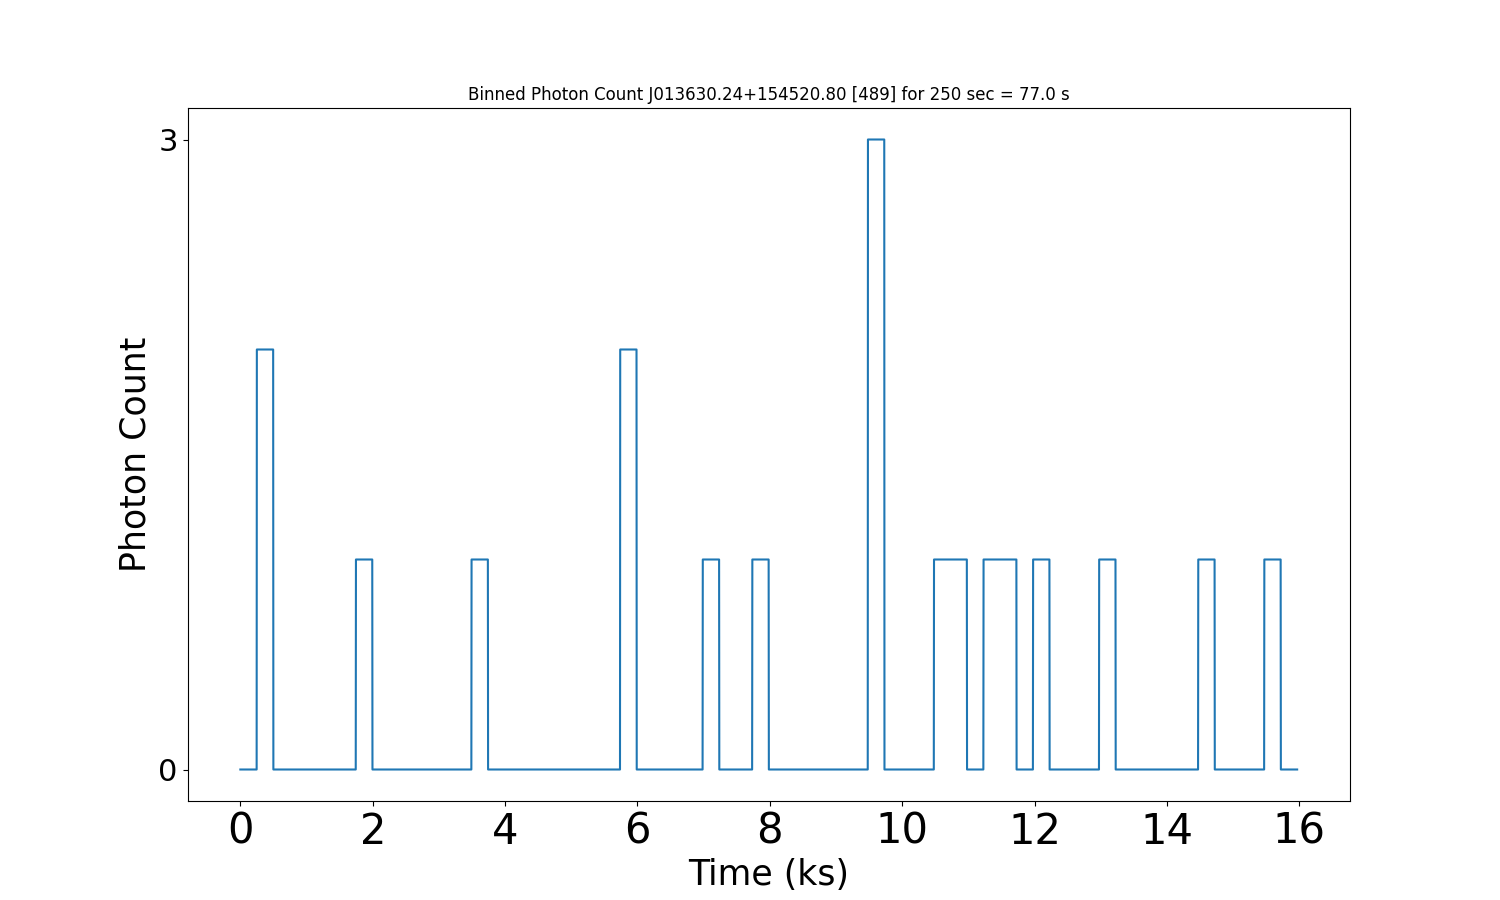 Binned Photon Count J013630.24+154520.80 [489] for 250 sec = 77.0 s
3
Photon Count
0
0 2 4 6 8 10 12 14 16
Time (ks)